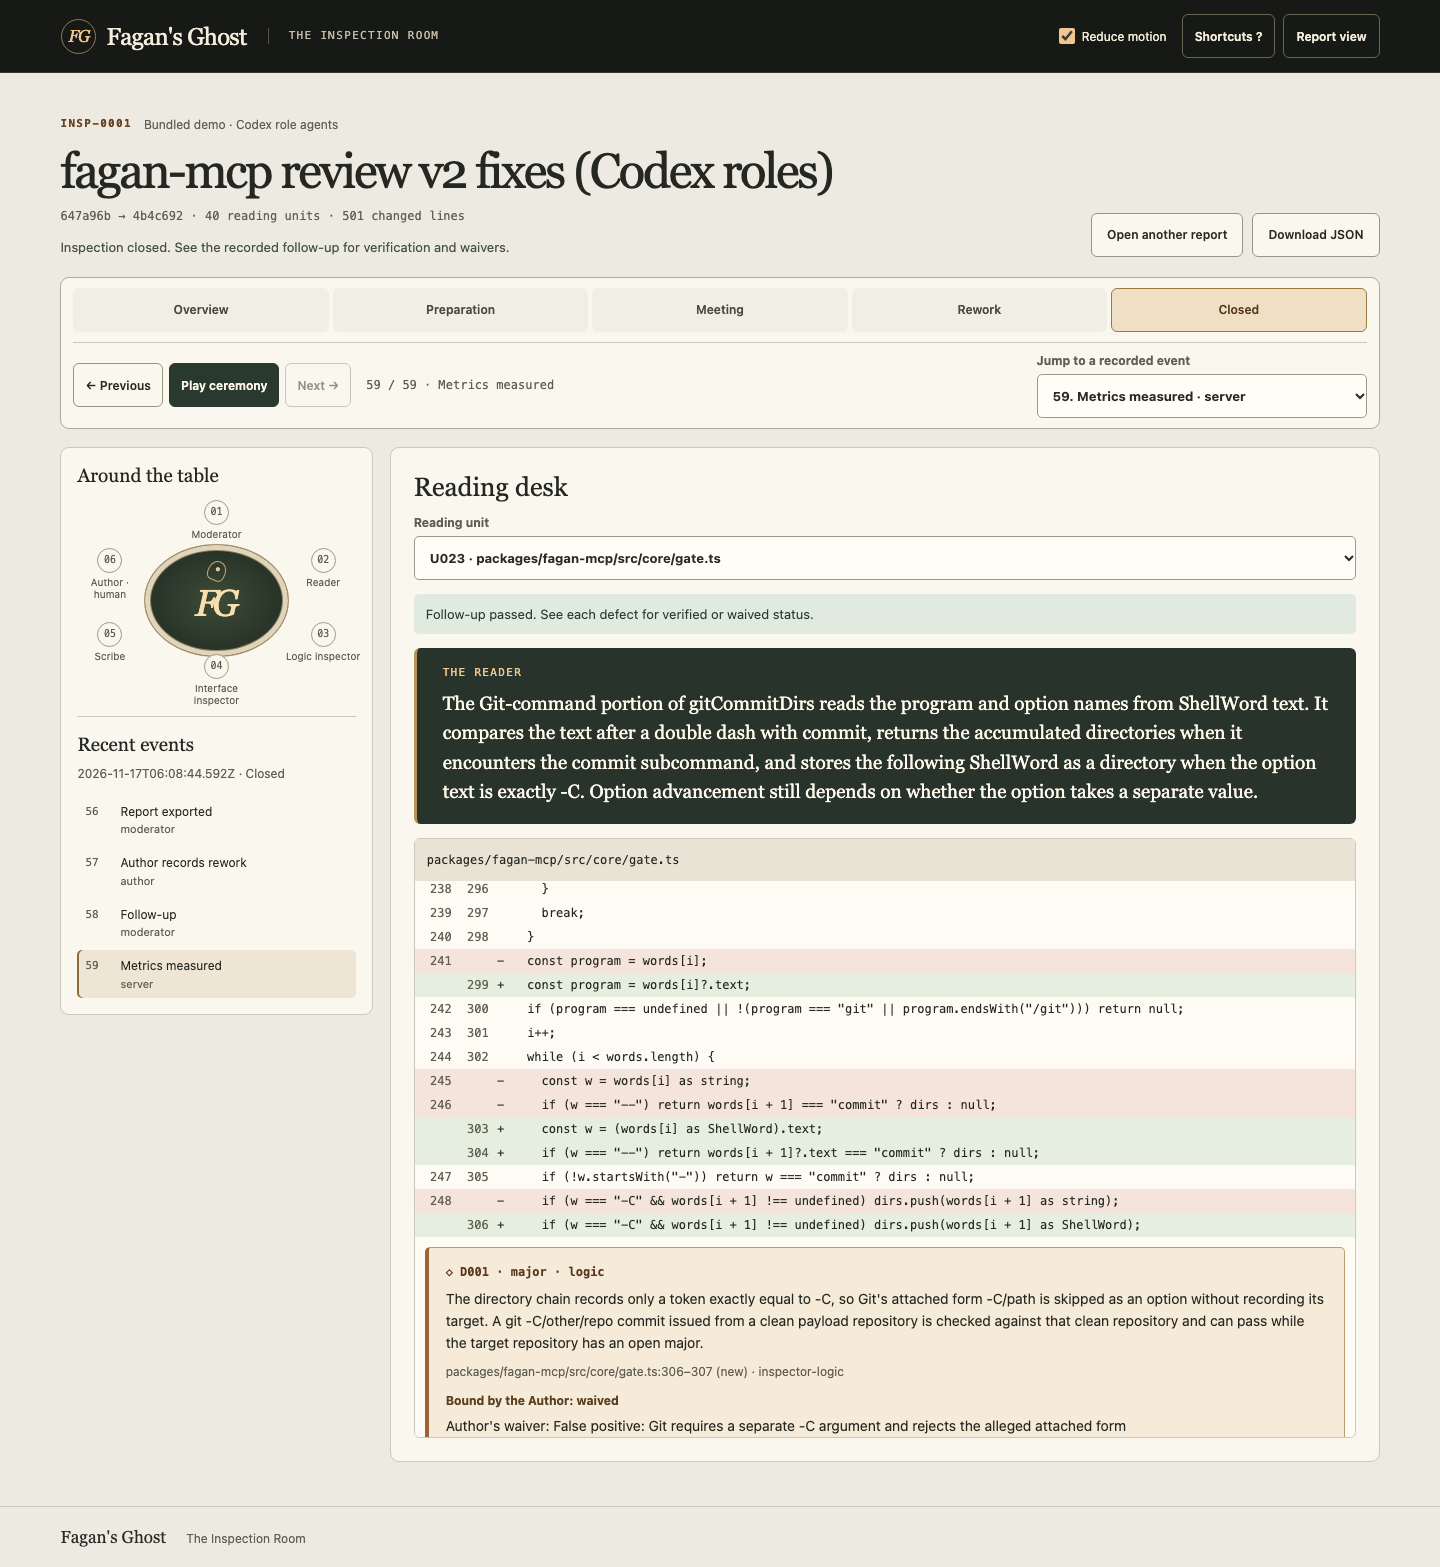 FG Fagan's Ghost THE INSPECTION ROOM Reduce motion Shortcuts ? Report view
INSP-0001 Bundled demo · Codex role agents
fagan-mcp review v2 fixes (Codex roles)
647a96b → 4b4c692 · 40 reading units · 501 changed lines
Inspection closed. See the recorded follow-up for verification and waivers.
Open another report Download JSON
Overview Preparation Meeting Rework Closed
← Previous Play ceremony Next → 59 / 59 · Metrics measured
Jump to a recorded event
59. Metrics measured · server
Around the table
01
Moderator
06
Author ·
human
02
Reader
FG
05
Scribe
03
Logic inspector
04
Interface
inspector
Recent events
2026-11-17T06:08:44.592Z · Closed
56 Report exported
moderator
57 Author records rework
author
58 Follow-up
moderator
59 Metrics measured
server
Reading desk
Reading unit
U023 · packages/fagan-mcp/src/core/gate.ts
Follow-up passed. See each defect for verified or waived status.
THE READER
The Git-command portion of gitCommitDirs reads the program and option names from ShellWord text. It
compares the text after a double dash with commit, returns the accumulated directories when it
encounters the commit subcommand, and stores the following ShellWord as a directory when the option
text is exactly -C. Option advancement still depends on whether the option takes a separate value.
packages/fagan-mcp/src/core/gate.ts
238 296 }
239 297 break;
240 298 }
241 − const program = words[i];
299 + const program = words[i]?.text;
242 300 if (program === undefined || !(program === "git" || program.endsWith("/git"))) return null;
243 301 i++;
244 302 while (i < words.length) {
245 − const w = words[i] as string;
246 − if (w === "--") return words[i + 1] === "commit" ? dirs : null;
303 + const w = (words[i] as ShellWord).text;
304 + if (w === "--") return words[i + 1]?.text === "commit" ? dirs : null;
247 305 if (!w.startsWith("-")) return w === "commit" ? dirs : null;
248 − if (w === "-C" && words[i + 1] !== undefined) dirs.push(words[i + 1] as string);
306 + if (w === "-C" && words[i + 1] !== undefined) dirs.push(words[i + 1] as ShellWord);
◇ D001 · major · logic
The directory chain records only a token exactly equal to -C, so Git's attached form -C/path is skipped as an option without recording its
target. A git -C/other/repo commit issued from a clean payload repository is checked against that clean repository and can pass while
the target repository has an open major.
packages/fagan-mcp/src/core/gate.ts:306–307 (new) · inspector-logic
Bound by the Author: waived
Author's waiver: False positive: Git requires a separate -C argument and rejects the alleged attached form
Fagan's Ghost The Inspection Room